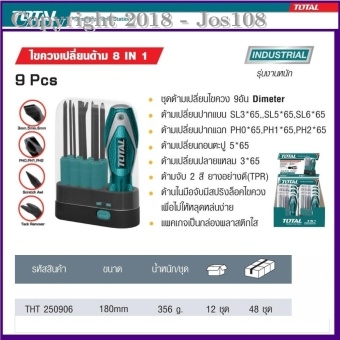 Copyright 2018 - Jos108
TOTAL
ไขควงเปลี่ยนด้าม 8 IN 1
INDUSTRIAL
รุ่นงานหนัก
9 Pcs
ชุดด้ามเปลี่ยนไขควง 9อัน Dimeter
ด้ามเปลี่ยนปากแบน SL3*65,,SL5*65,SL6*65
ด้ามเปลี่ยนปากแฉก PH0*65,PH1*65,PH2*65
ด้ามเปลี่ยนถอนตะปู 5*65
ด้ามเปลี่ยนปลายแหลม 3*65
ด้ามจับ 2 สี ยางอย่างดี(TPR)
ด้านในมือจับมีสปริงล็อคไขควง
เพื่อไม่ให้หลุดหล่นง่าย
แพคเกจเป็นกล่องพลาสติกใส
3mm,5mm,6mm
PH0,PH1,PH2
Scratch Awl
Tack Remover
TOTAL
รหัสสินค้า ขนาด น้ำหนัก/ชุด
THT 250906 180mm 356 g. 12 ชุด 48 ชุด